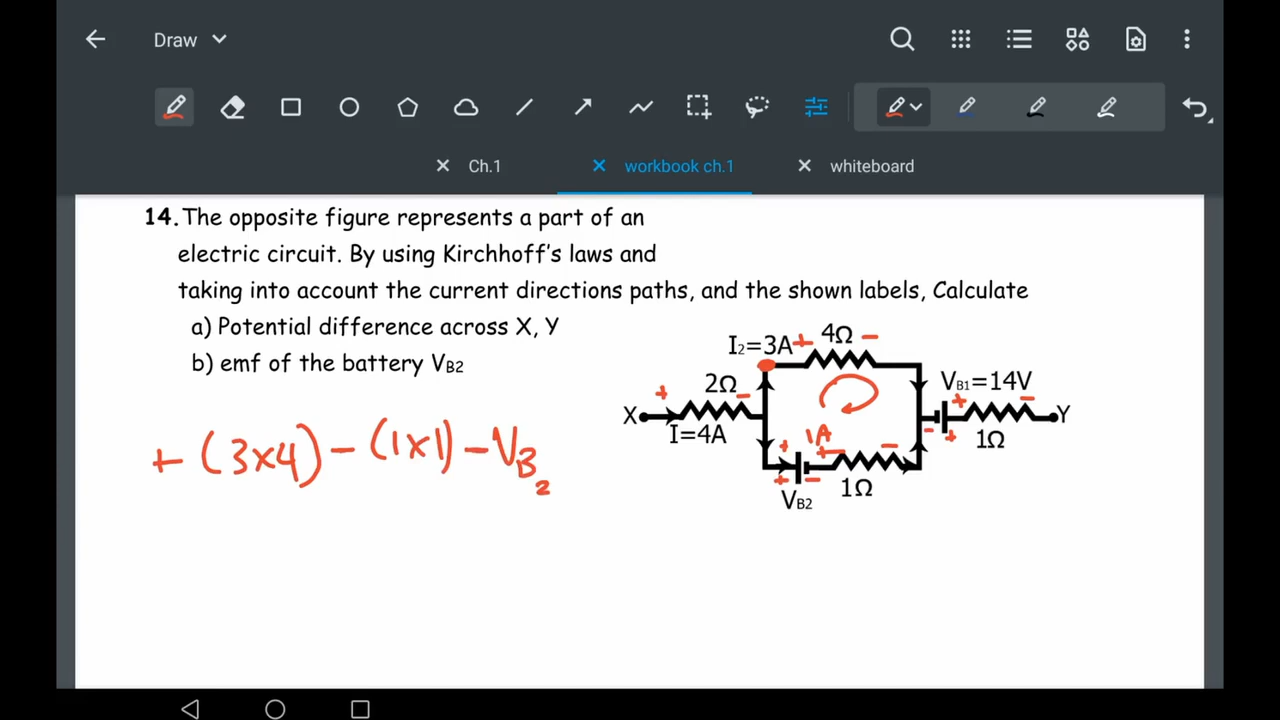 Draw
Ch.1
workbook ch.1
whiteboard
14. The opposite figure represents a part of an
electric circuit. By using Kirchhoff's laws and
taking into account the current directions paths, and the shown labels, Calculate
a) Potential difference across X, Y
b) emf of the battery VB2
I2=3A + 4Ω −
+ 2Ω −
VB1=14V
X I=4A
+ − Y
− + 1Ω
+ 1A + −
+ − 1Ω
VB2
+ (3×4) − (1×1) − VB2